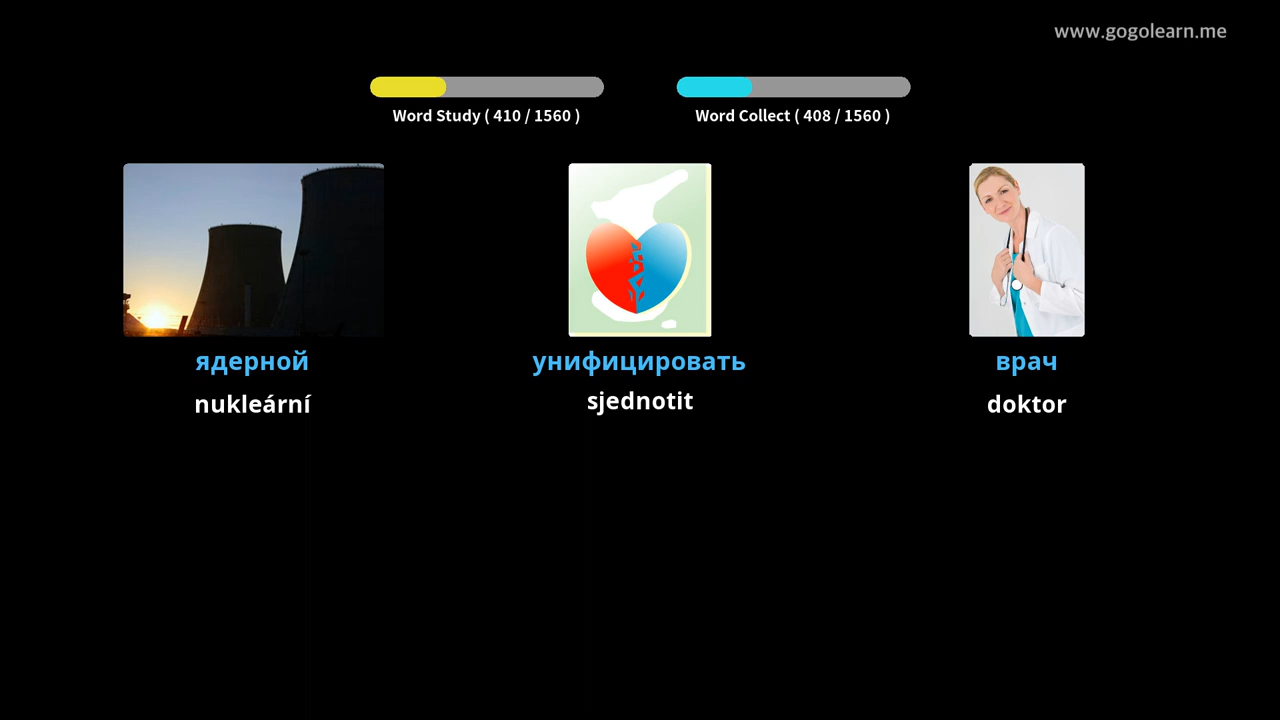 www.gogolearn.me
Word Study ( 410 / 1560 )
Word Collect ( 408 / 1560 )
ядерной
унифицировать
врач
nukleární
sjednotit
doktor